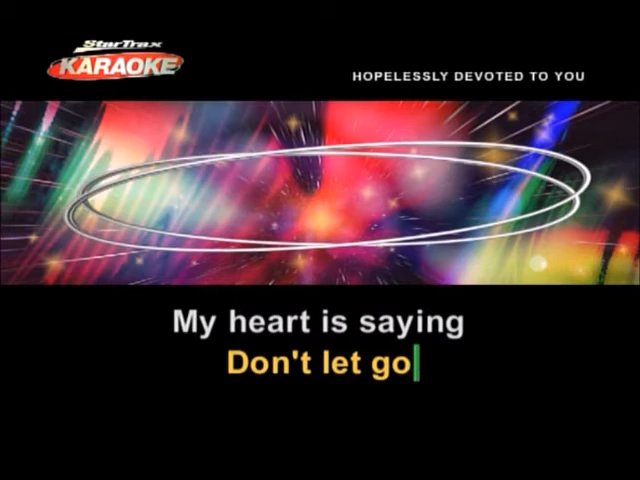 StarTrax
KARAOKE
HOPELESSLY DEVOTED TO YOU
My heart is saying
Don't let go